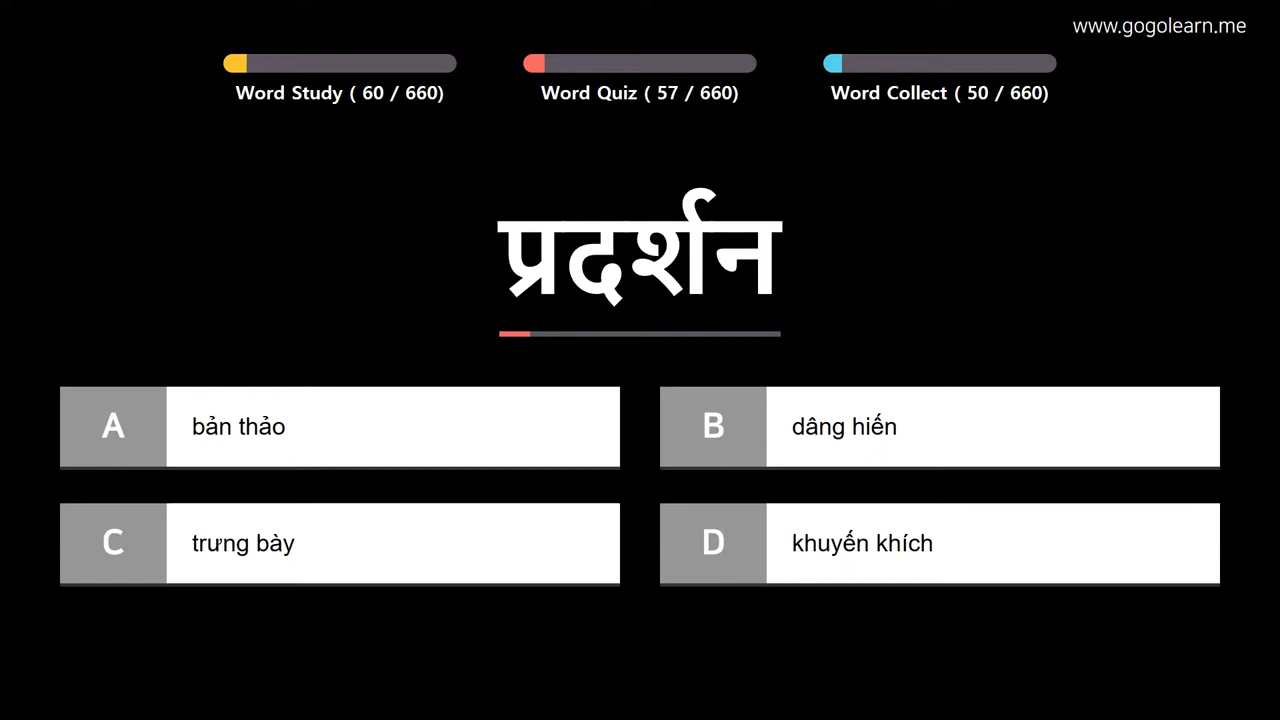 www.gogolearn.me
Word Study ( 60 / 660)
Word Quiz ( 57 / 660)
Word Collect ( 50 / 660)
प्रदर्शन
A bản thảo
B dâng hiến
C trưng bày
D khuyến khích